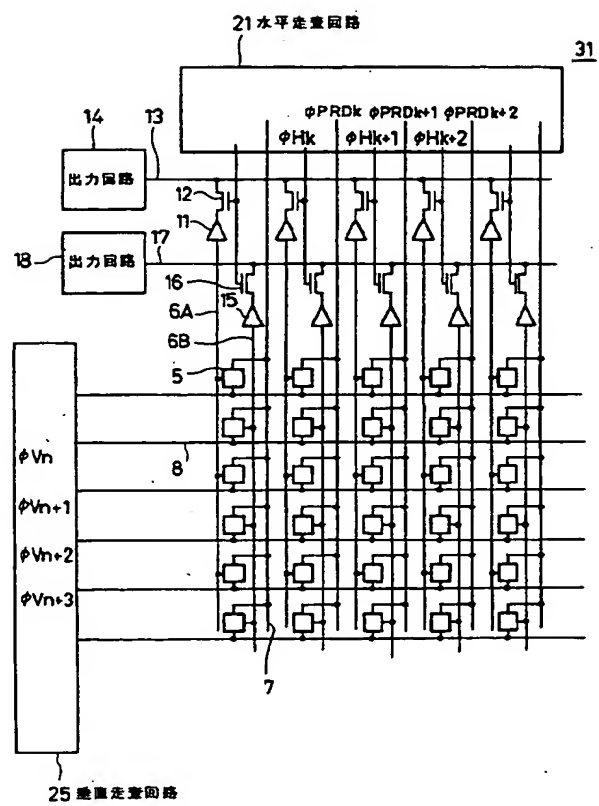 21 水平走査回路
31
φPRDk φPRDk+1 φPRDk+2
φHk φHk+1 φHk+2
14
13
出力回路
12
11
18
出力回路
17
16
15
6A
6B
5
8
φVn
φVn+1
φVn+2
φVn+3
7
25 垂直走査回路